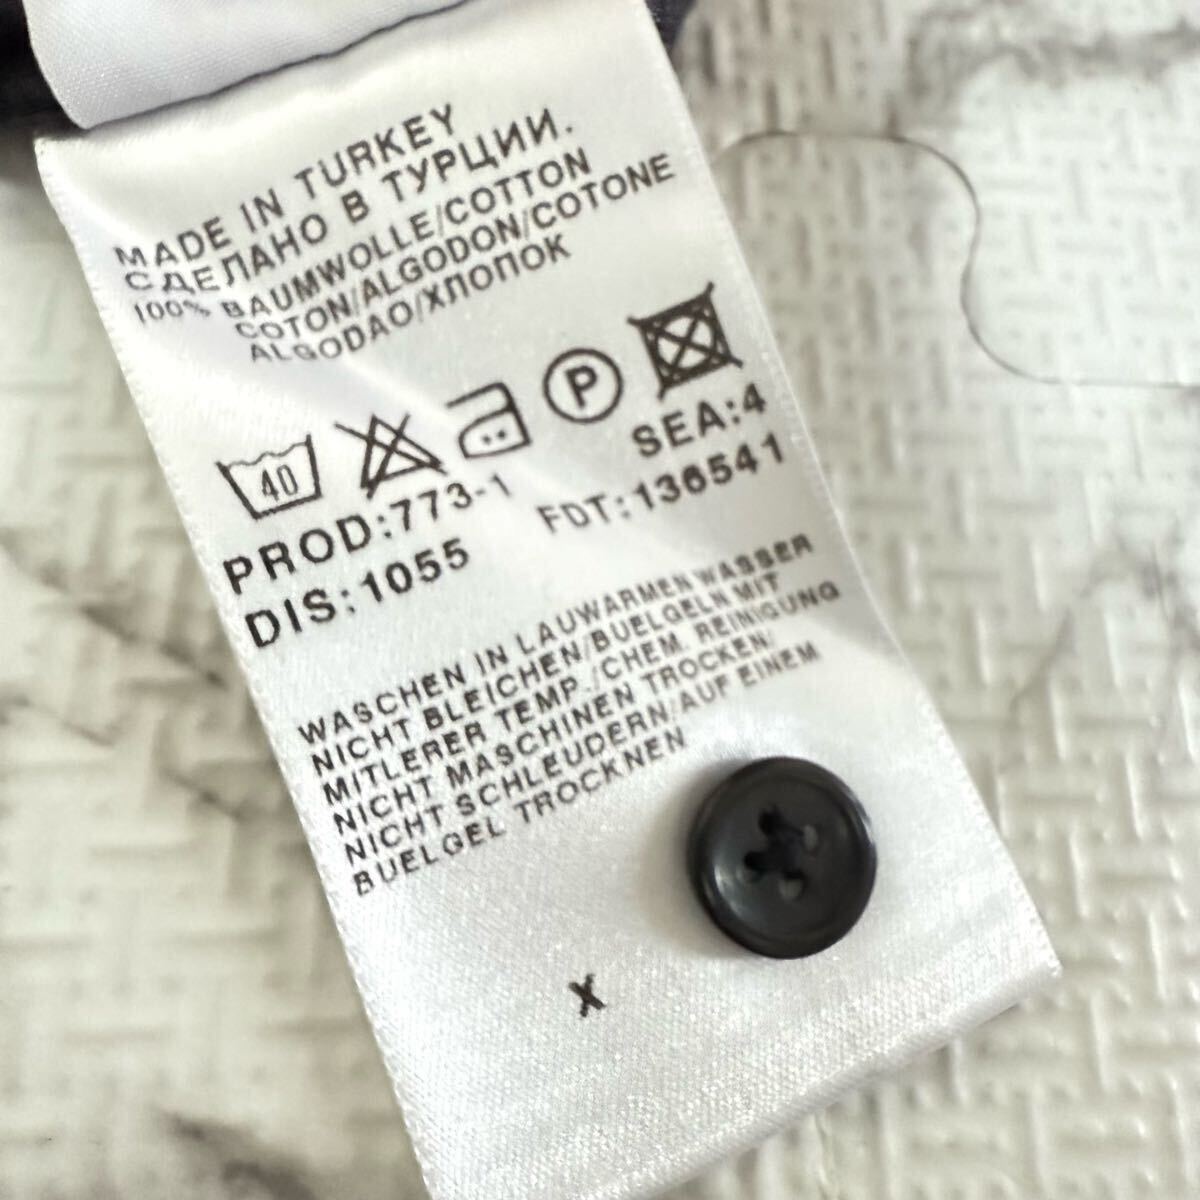 MADE IN TURKEY
СДЕЛАНО В ТУРЦИИ.
100% BAUMWOLLE/COTTON
COTON/ALGODON/COTONE
ALGODAO/ХЛОПОК
40 P
SEA:4
PROD:773-1
FDT:136541
DIS:1055
WASCHEN IN LAUWARMEN WASSER
NICHT BLEICHEN/BUELGELN MIT
MITLERER TEMP./CHEM. REINIGUNG
NICHT MASCHINEN TROCKEN/
NICHT SCHLEUDERN/AUF EINEM
BUELGEL TROCKNEN
X